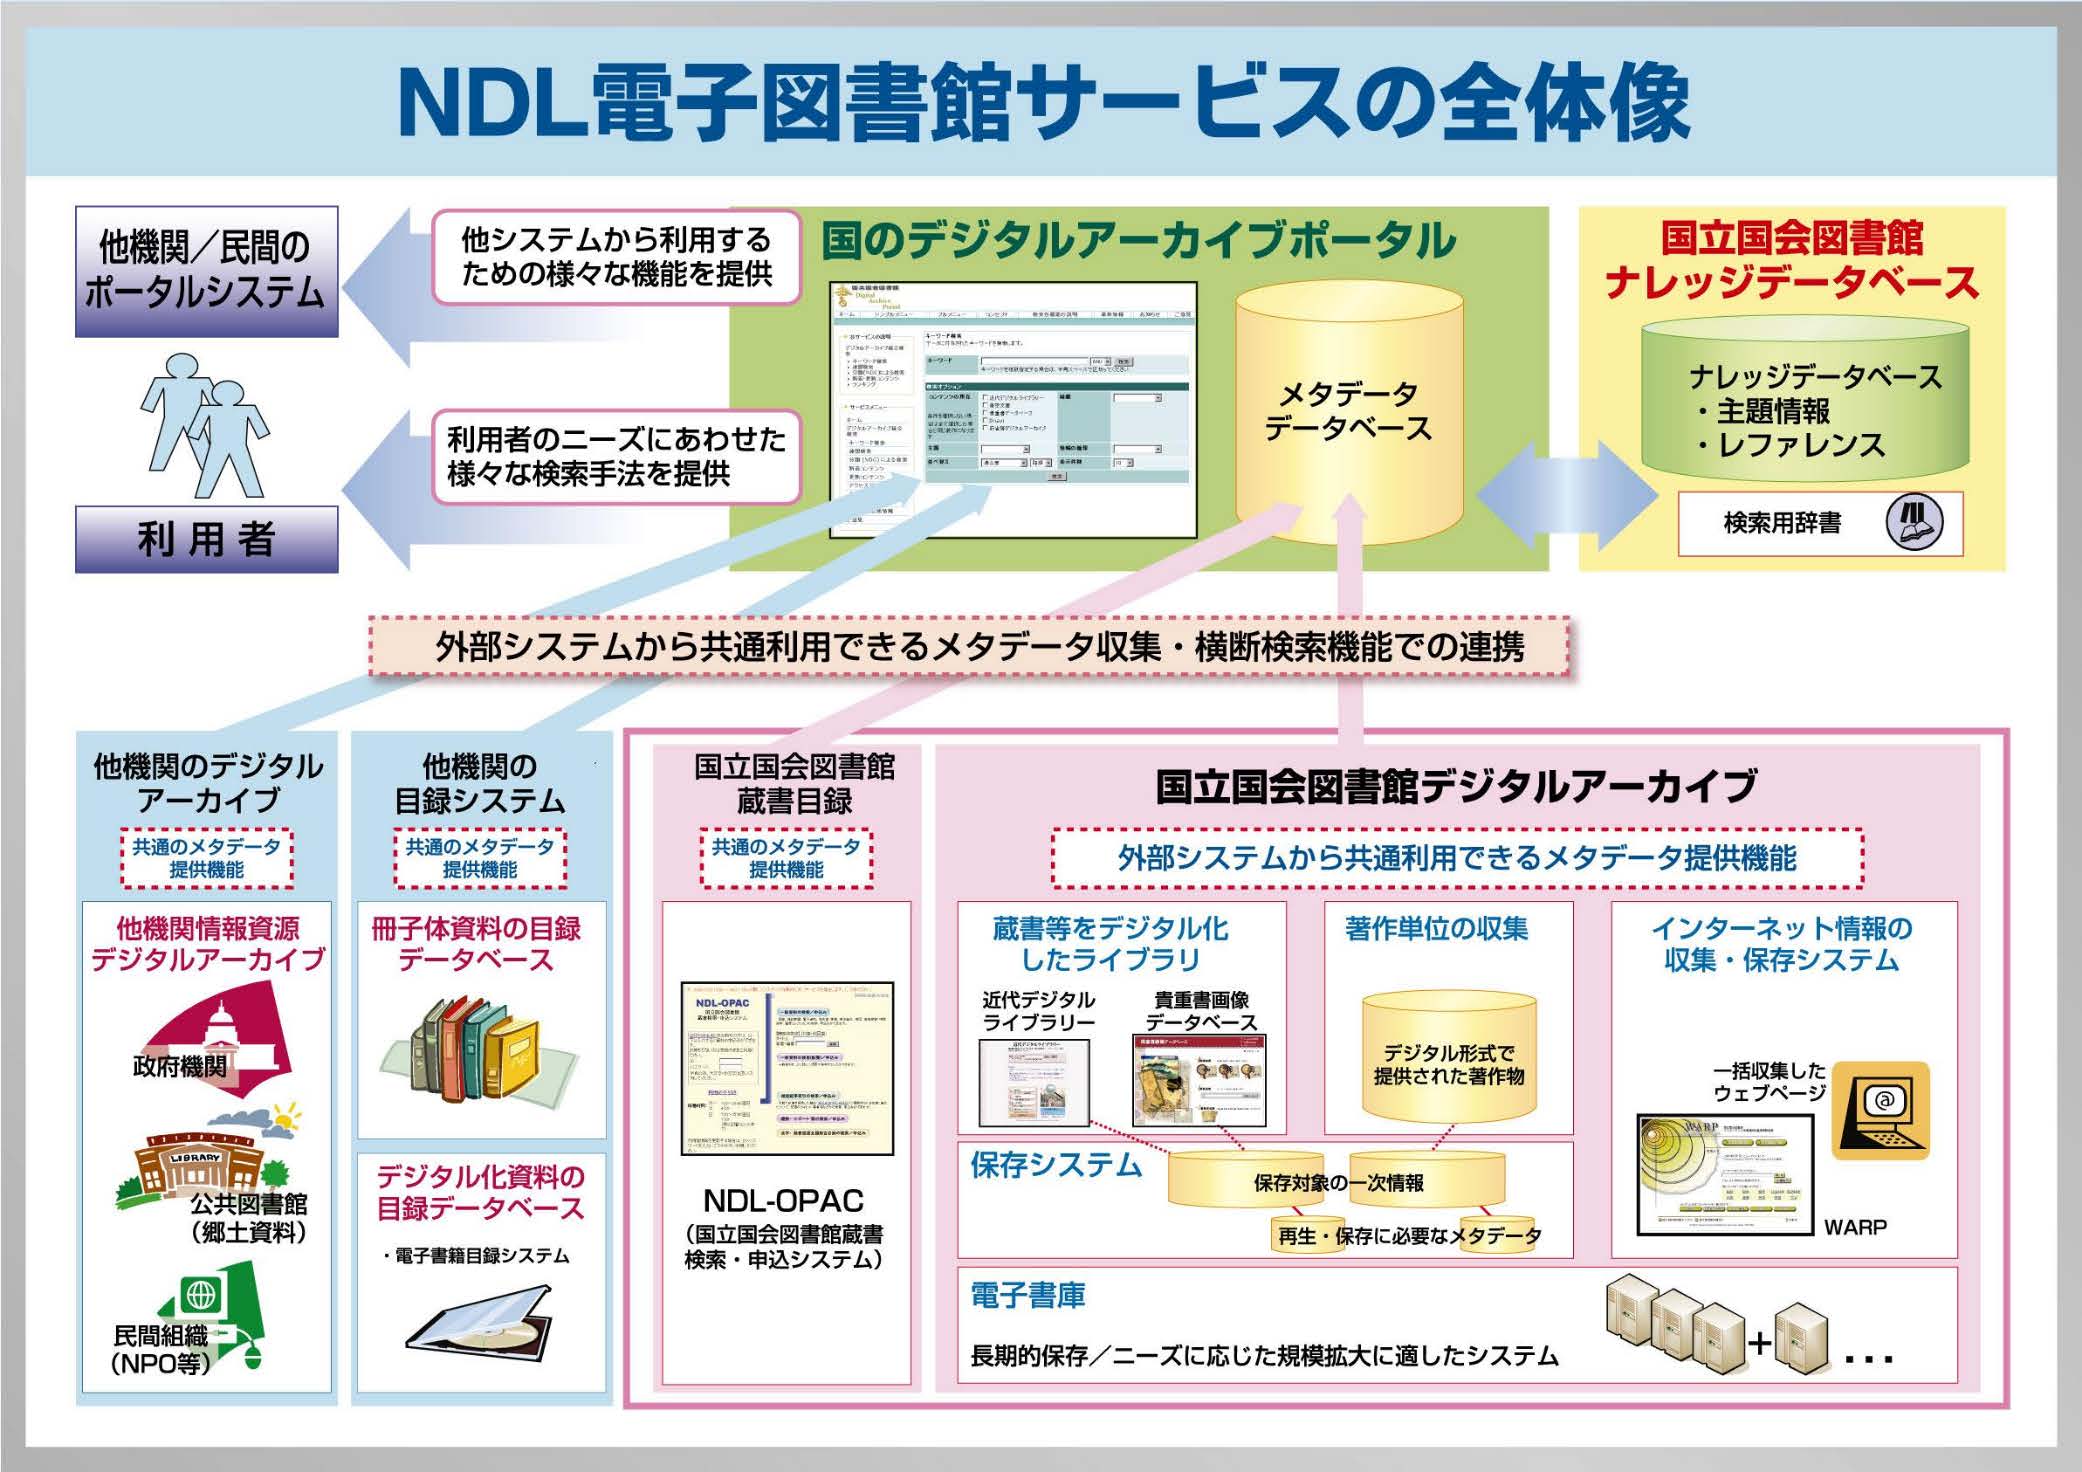 NDL電子図書館サービスの全体像
他機関／民間の
ポータルシステム
他システムから利用する
ための様々な機能を提供
利用者のニーズにあわせた
様々な検索手法を提供
利用者
国のデジタルアーカイブポータル
メタデータ
データベース
国立国会図書館
ナレッジデータベース
ナレッジデータベース
・主題情報
・レファレンス
検索用辞書
外部システムから共通利用できるメタデータ収集・横断検索機能での連携
他機関のデジタル
アーカイブ
共通のメタデータ
提供機能
他機関情報資源
デジタルアーカイブ
政府機関
LIBRARY
公共図書館
（郷土資料）
民間組織
（NPO等）
他機関の
目録システム
共通のメタデータ
提供機能
冊子体資料の目録
データベース
デジタル化資料の
目録データベース
・電子書籍目録システム
国立国会図書館
蔵書目録
共通のメタデータ
提供機能
NDL-OPAC
NDL-OPAC
（国立国会図書館蔵書
検索・申込システム）
国立国会図書館デジタルアーカイブ
外部システムから共通利用できるメタデータ提供機能
蔵書等をデジタル化
したライブラリ
近代デジタル
ライブラリー
貴重書画像
データベース
著作単位の収集
デジタル形式で
提供された著作物
インターネット情報の
収集・保存システム
一括収集した
ウェブページ
@
WARP
WARP
保存システム
保存対象の一次情報
再生・保存に必要なメタデータ
電子書庫
長期的保存／ニーズに応じた規模拡大に適したシステム
+ ...